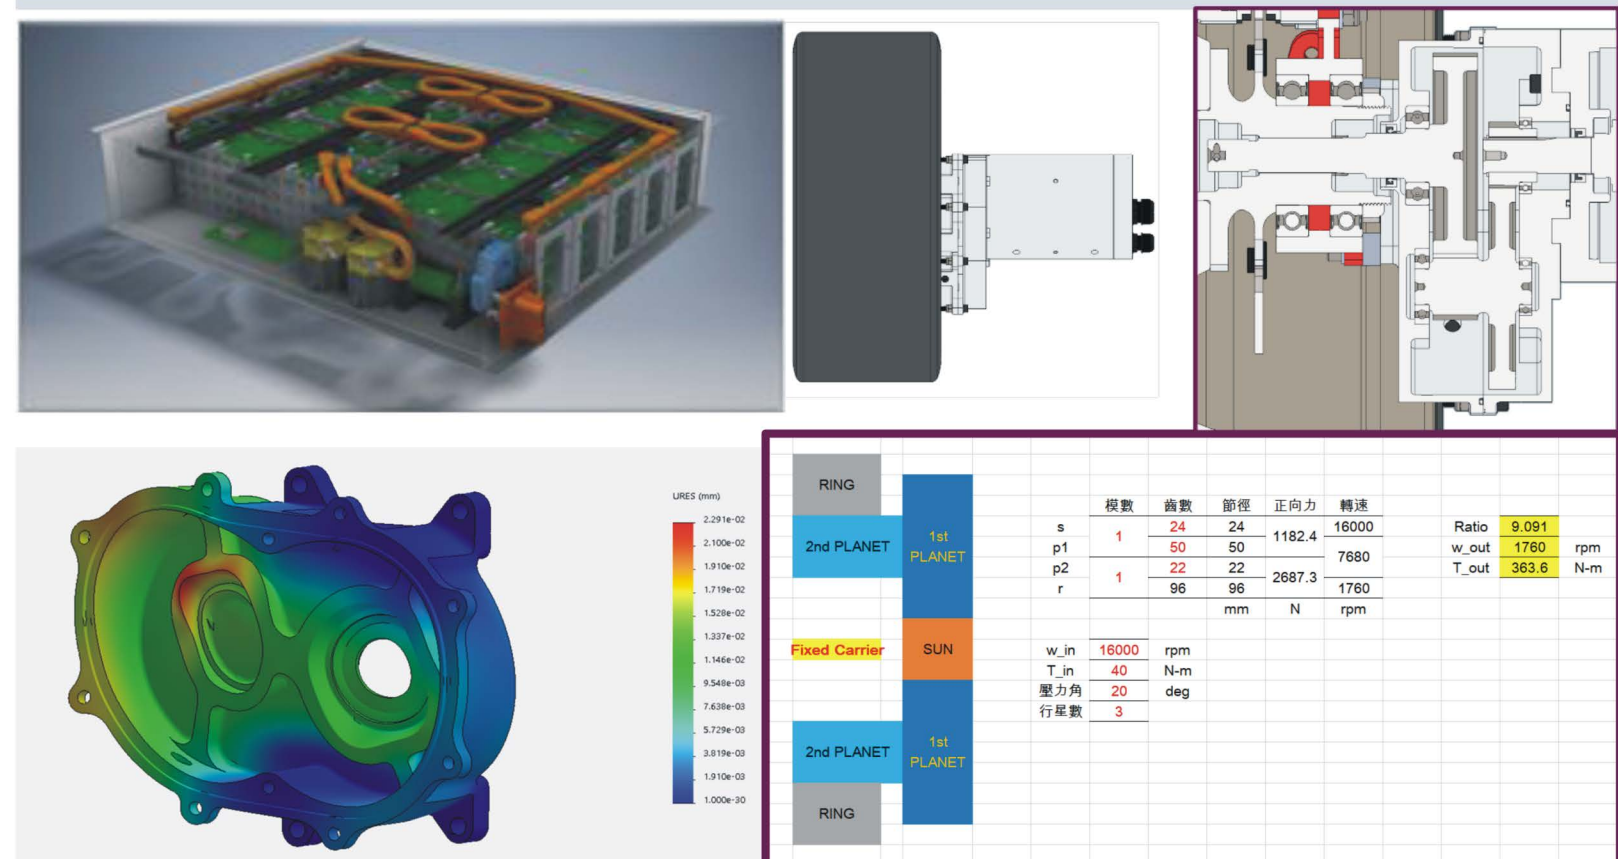 URES (mm)
2.291e-02
2.100e-02
1.910e-02
1.719e-02
1.528e-02
1.337e-02
1.146e-02
9.548e-03
7.638e-03
5.729e-03
3.819e-03
1.910e-03
1.000e-30
RING
2nd PLANET
1st
PLANET
Fixed Carrier
SUN
2nd PLANET
1st
PLANET
RING
模數 齒數 節徑 正向力 轉速
s 1 24 24 1182.4 16000
p1 50 50 7680
p2 1 22 22 2687.3
r 96 96 1760
mm N rpm
Ratio 9.091
w_out 1760 rpm
T_out 363.6 N-m
w_in 16000 rpm
T_in 40 N-m
壓力角 20 deg
行星數 3